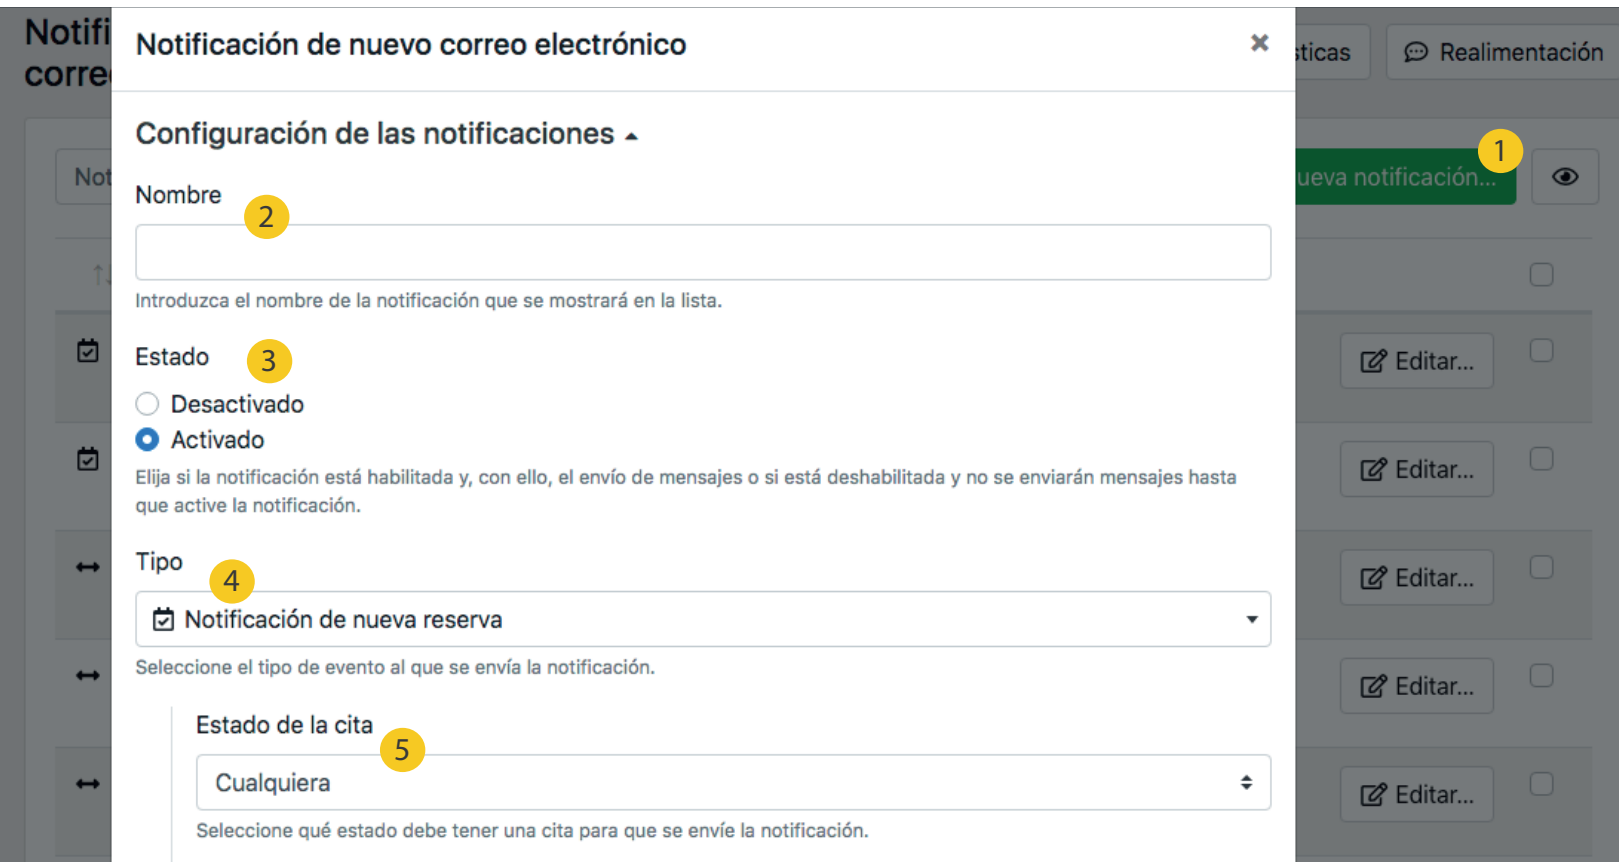 Notifi
corre
Notificación de nuevo correo electrónico
sticas
Realimentación
Configuración de las notificaciones
1
Not
ueva notificación...
Nombre
2
Introduzca el nombre de la notificación que se mostrará en la lista.
Estado
3
Editar...
Desactivado
Activado
Editar...
Elija si la notificación está habilitada y, con ello, el envío de mensajes o si está deshabilitada y no se enviarán mensajes hasta
que active la notificación.
Tipo
4
Editar...
Notificación de nueva reserva
Seleccione el tipo de evento al que se envía la notificación.
Editar...
Estado de la cita
5
Cualquiera
Editar...
Seleccione qué estado debe tener una cita para que se envíe la notificación.